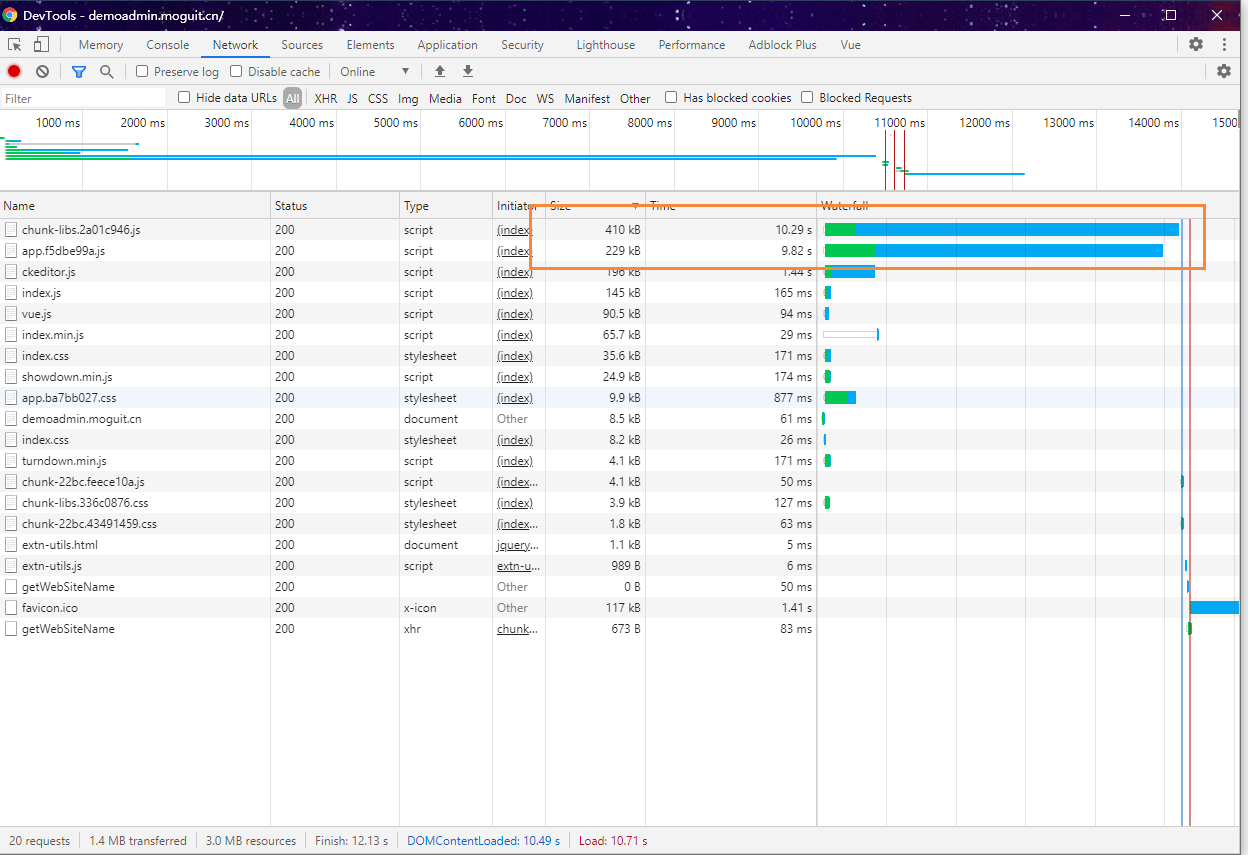 DevTools - demoadmin.moguit.cn/
Memory Console Network Sources Elements Application Security Lighthouse Performance Adblock Plus Vue
Preserve log Disable cache Online
Filter Hide data URLs All XHR JS CSS Img Media Font Doc WS Manifest Other Has blocked cookies Blocked Requests
1000 ms 2000 ms 3000 ms 4000 ms 5000 ms 6000 ms 7000 ms 8000 ms 9000 ms 10000 ms 11000 ms 12000 ms 13000 ms 14000 ms 1500
Name Status Type Initiator Size Time Waterfall
chunk-libs.2a01c946.js 200 script (index) 410 kB 10.29 s
app.f5dbe99a.js 200 script (index) 229 kB 9.82 s
ckeditor.js 200 script (index) 196 kB 1.44 s
index.js 200 script (index) 145 kB 165 ms
vue.js 200 script (index) 90.5 kB 94 ms
index.min.js 200 script (index) 65.7 kB 29 ms
index.css 200 stylesheet (index) 35.6 kB 171 ms
showdown.min.js 200 script (index) 24.9 kB 174 ms
app.ba7bb027.css 200 stylesheet (index) 9.9 kB 877 ms
demoadmin.moguit.cn 200 document Other 8.5 kB 61 ms
index.css 200 stylesheet (index) 8.2 kB 26 ms
turndown.min.js 200 script (index) 4.1 kB 171 ms
chunk-22bc.feece10a.js 200 script (index... 4.1 kB 50 ms
chunk-libs.336c0876.css 200 stylesheet (index) 3.9 kB 127 ms
chunk-22bc.43491459.css 200 stylesheet (index... 1.8 kB 63 ms
extn-utils.html 200 document jquery... 1.1 kB 5 ms
extn-utils.js 200 script extn-u... 989 B 6 ms
getWebSiteName 200 Other 0 B 50 ms
favicon.ico 200 x-icon Other 117 kB 1.41 s
getWebSiteName 200 xhr chunk... 673 B 83 ms
20 requests 1.4 MB transferred 3.0 MB resources Finish: 12.13 s DOMContentLoaded: 10.49 s Load: 10.71 s